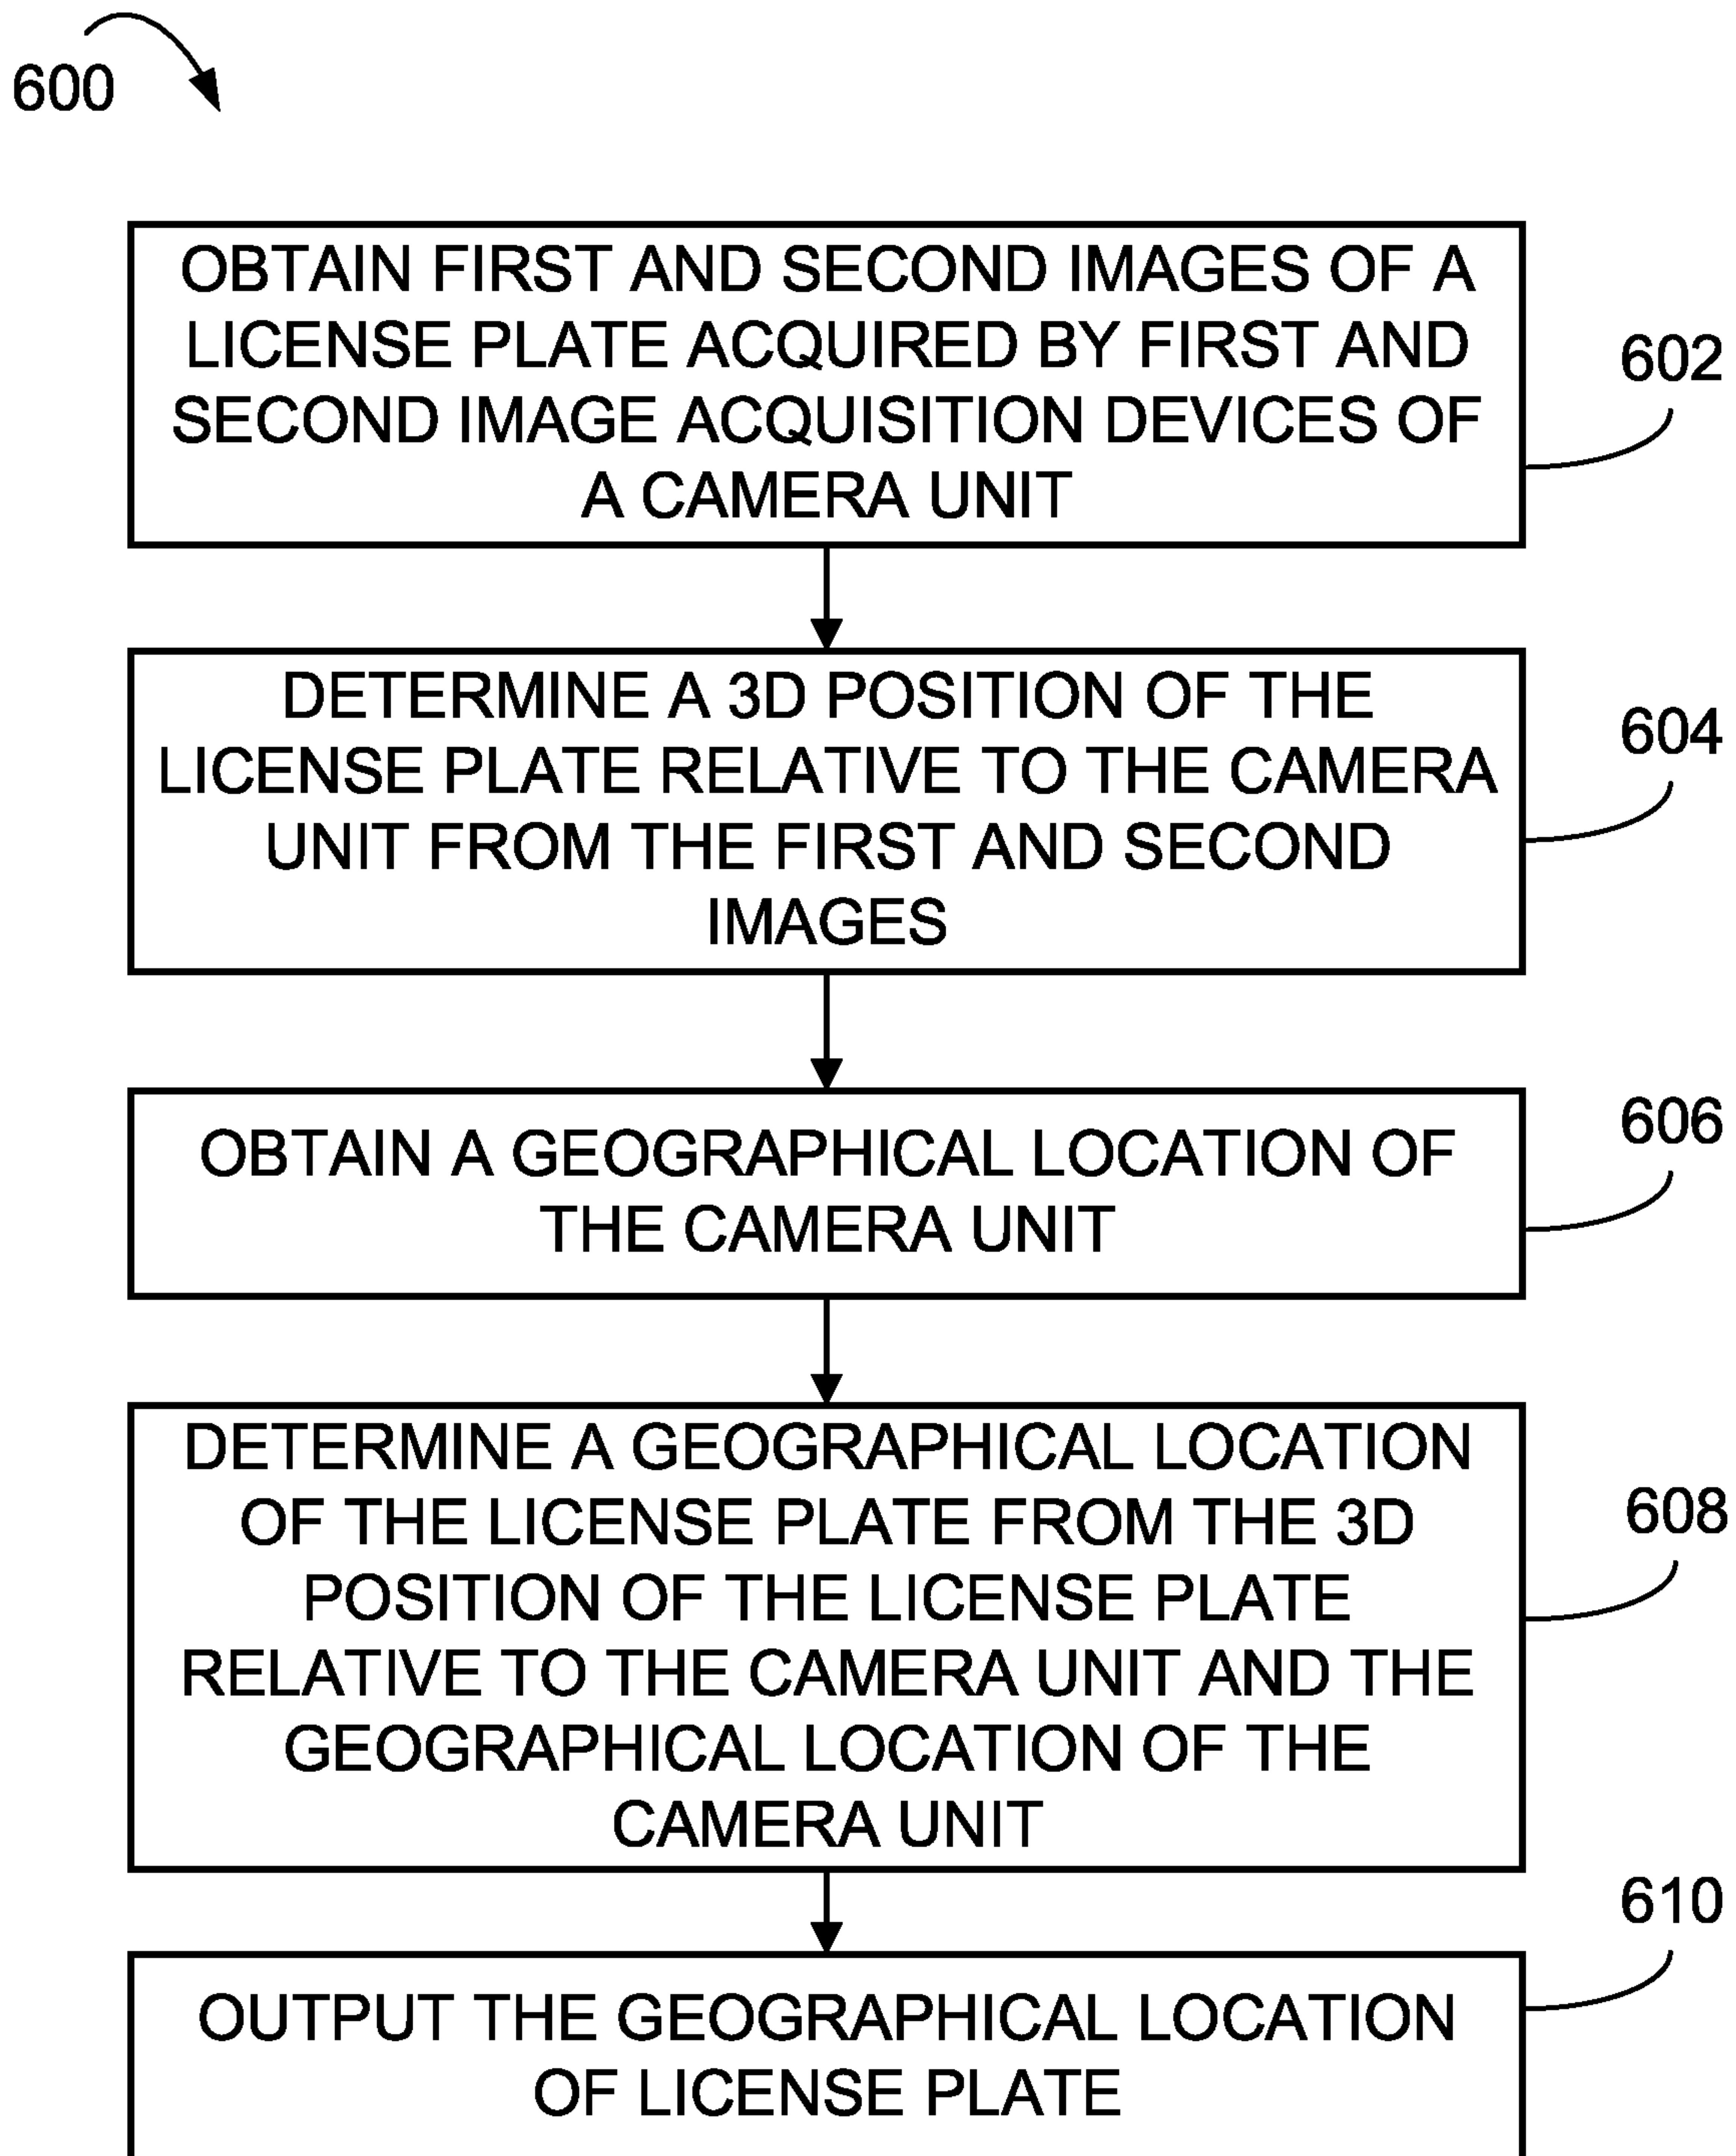 600
OBTAIN FIRST AND SECOND IMAGES OF A
LICENSE PLATE ACQUIRED BY FIRST AND
SECOND IMAGE ACQUISITION DEVICES OF
A CAMERA UNIT
602
DETERMINE A 3D POSITION OF THE
LICENSE PLATE RELATIVE TO THE CAMERA
UNIT FROM THE FIRST AND SECOND
IMAGES
604
OBTAIN A GEOGRAPHICAL LOCATION OF
THE CAMERA UNIT
606
DETERMINE A GEOGRAPHICAL LOCATION
OF THE LICENSE PLATE FROM THE 3D
POSITION OF THE LICENSE PLATE
RELATIVE TO THE CAMERA UNIT AND THE
GEOGRAPHICAL LOCATION OF THE
CAMERA UNIT
608
OUTPUT THE GEOGRAPHICAL LOCATION
OF LICENSE PLATE
610